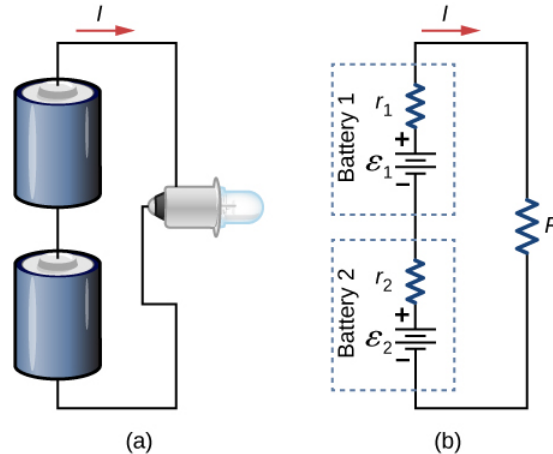 I
(a)
I
Battery 1
r1
+
ε1
−
R
Battery 2
r2
+
ε2
−
(b)